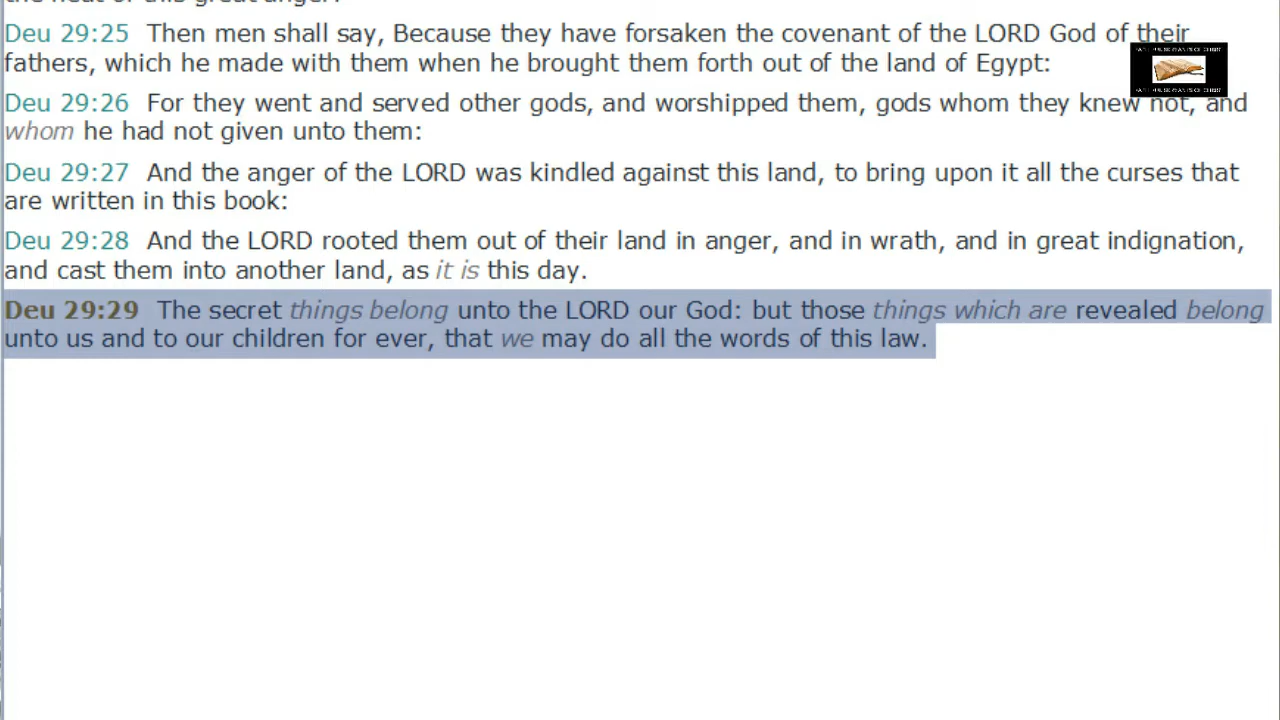 the heat of this great anger?
Deu 29:25 Then men shall say, Because they have forsaken the covenant of the LORD God of their
fathers, which he made with them when he brought them forth out of the land of Egypt:
Deu 29:26 For they went and served other gods, and worshipped them, gods whom they knew not, and
whom he had not given unto them:
Deu 29:27 And the anger of the LORD was kindled against this land, to bring upon it all the curses that
are written in this book:
Deu 29:28 And the LORD rooted them out of their land in anger, and in wrath, and in great indignation,
and cast them into another land, as it is this day.
Deu 29:29 The secret things belong unto the LORD our God: but those things which are revealed belong
unto us and to our children for ever, that we may do all the words of this law.